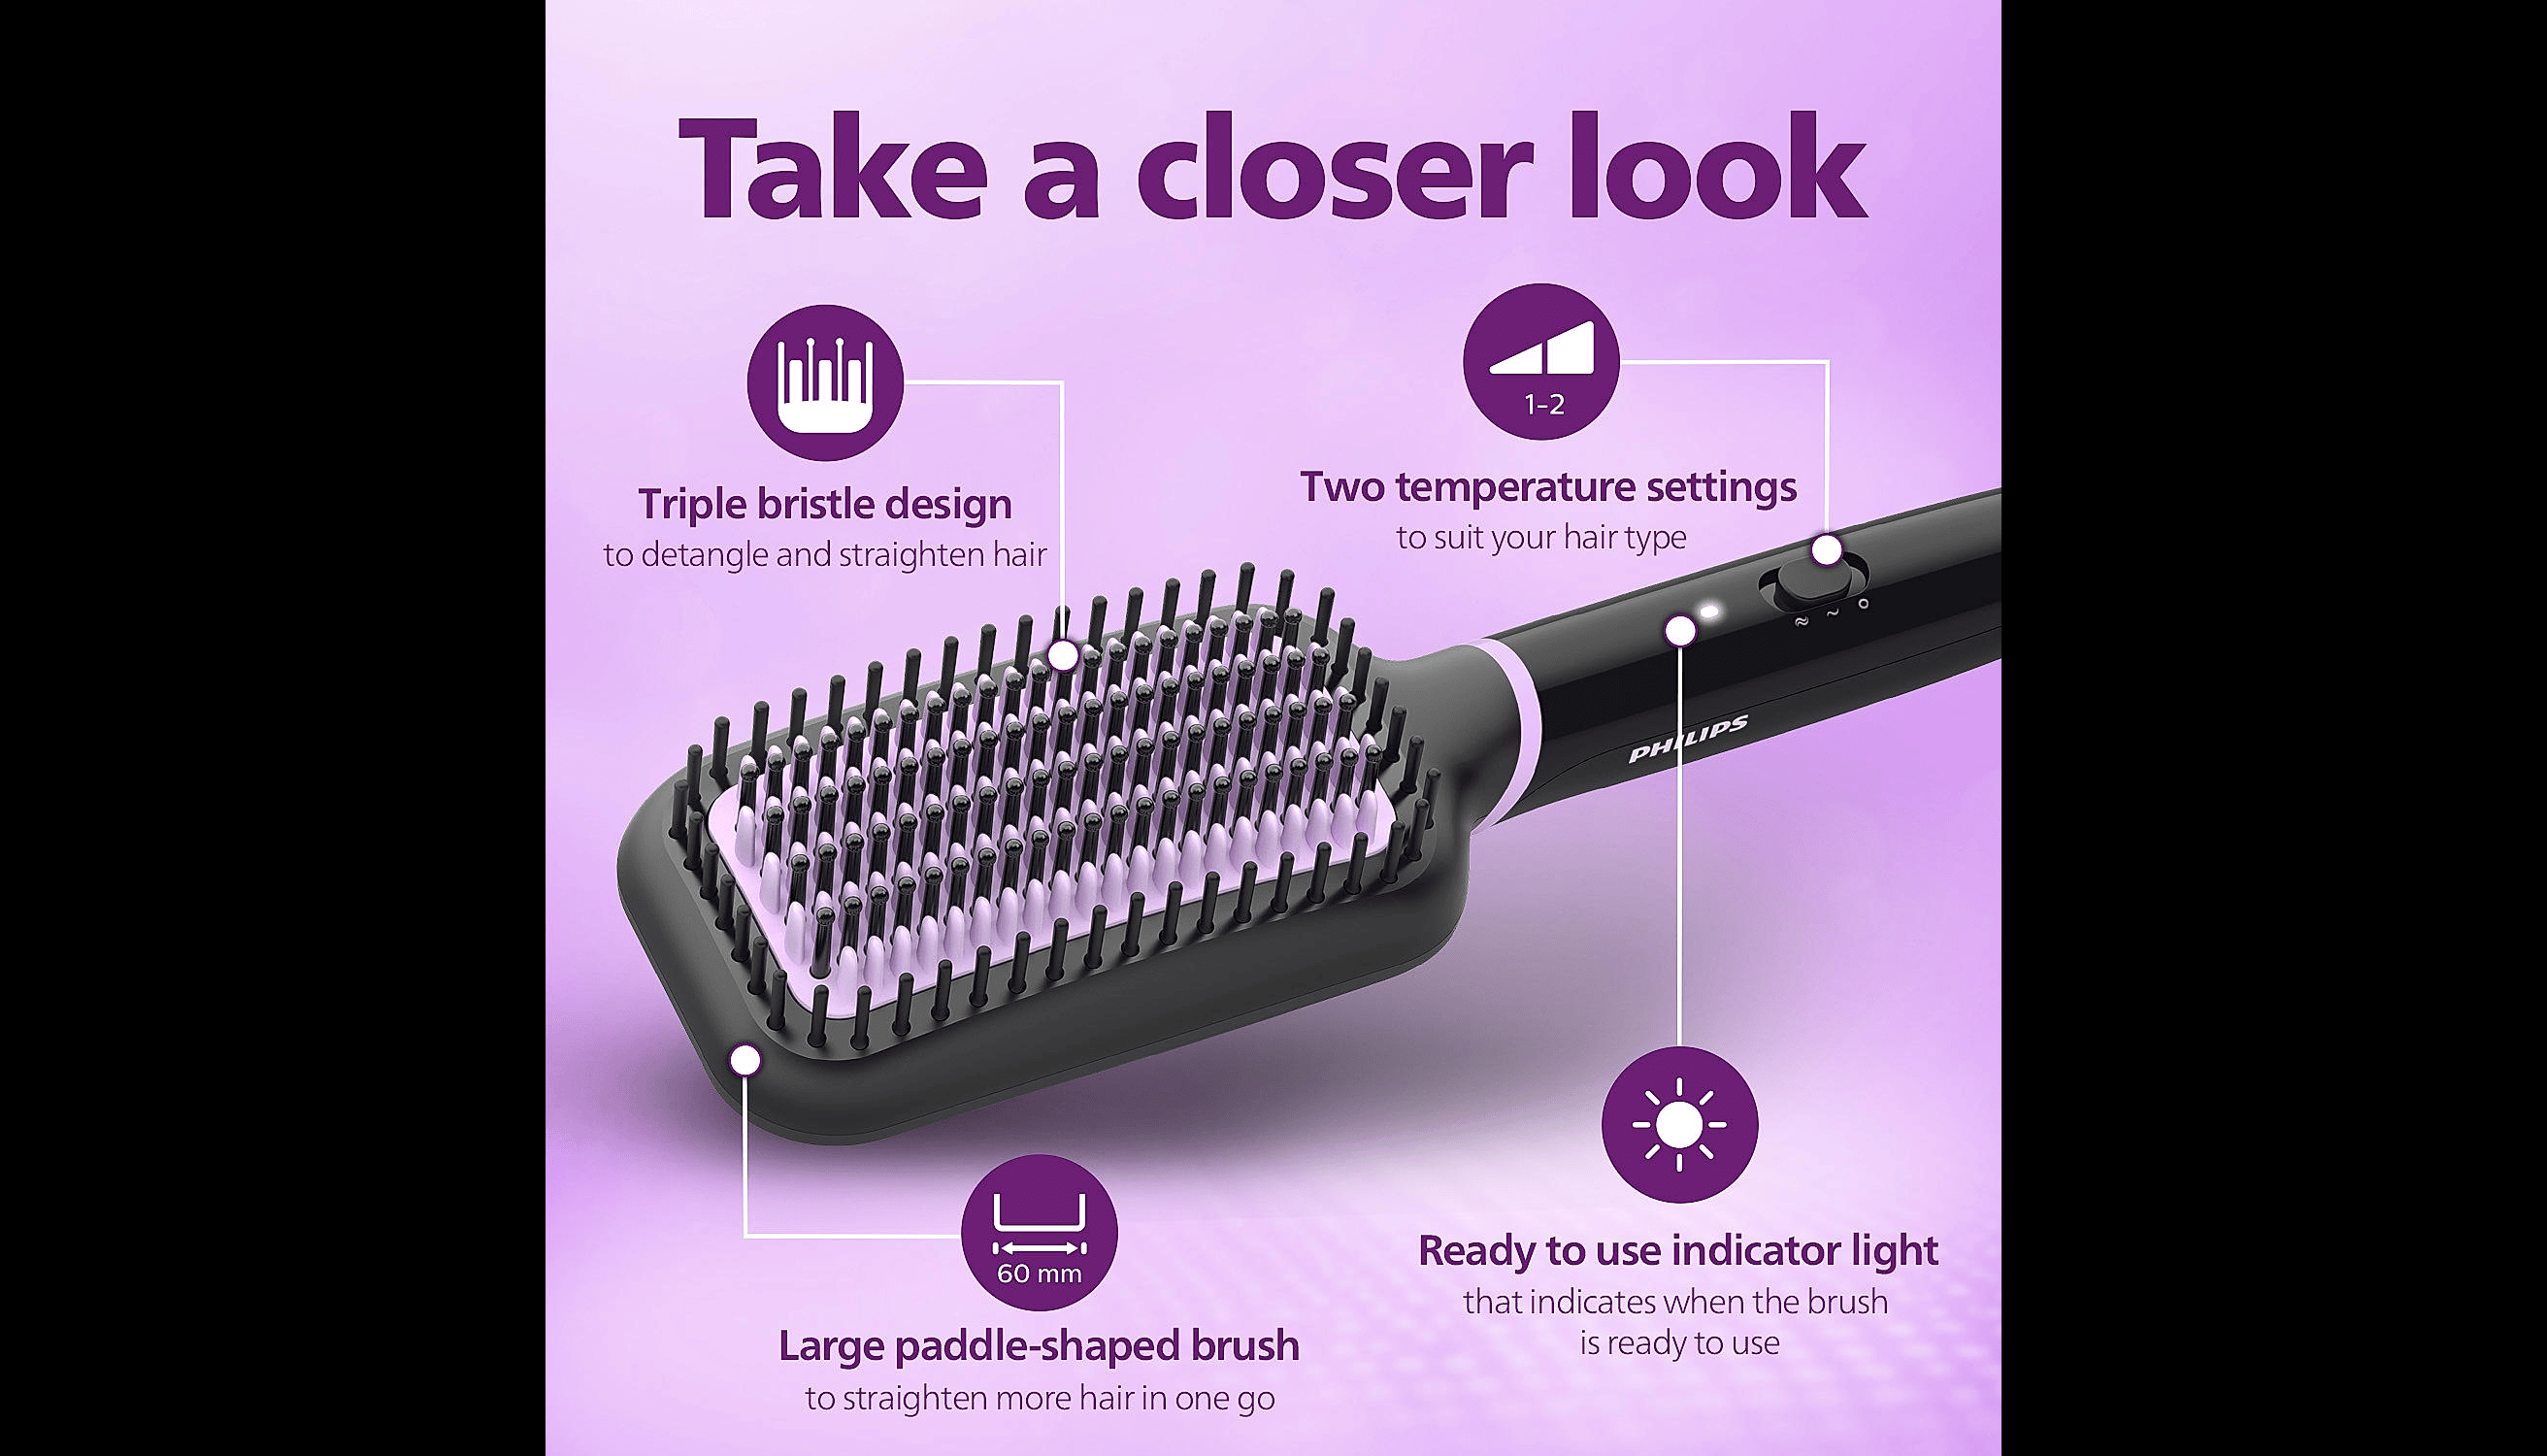 Take a closer look
Triple bristle design
to detangle and straighten hair
1-2
Two temperature settings
to suit your hair type
PHILIPS
60 mm
Large paddle-shaped brush
to straighten more hair in one go
Ready to use indicator light
that indicates when the brush
is ready to use